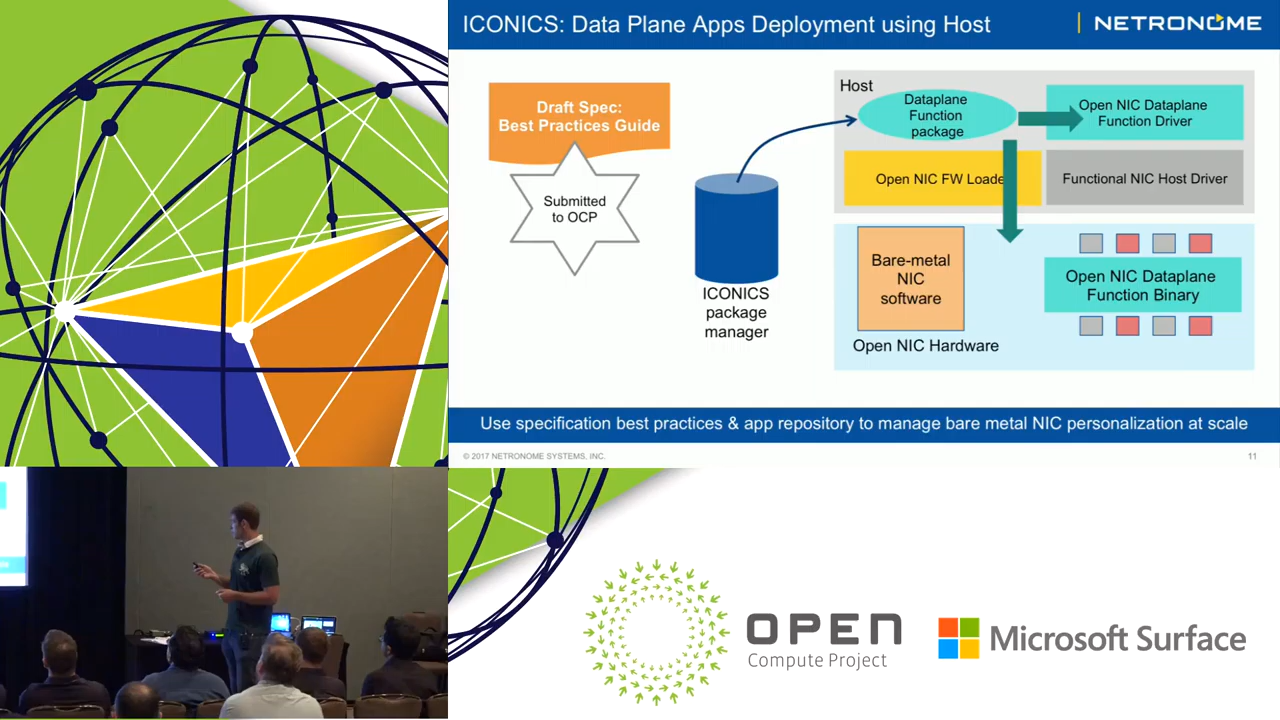 ICONICS: Data Plane Apps Deployment using Host
NETRONOME
Draft Spec:
Best Practices Guide
Submitted
to OCP
ICONICS
package
manager
Host
Dataplane
Function
package
Open NIC Dataplane
Function Driver
Open NIC FW Loade
Functional NIC Host Driver
Bare-metal
NIC
software
Open NIC Hardware
Open NIC Dataplane
Function Binary
Use specification best practices & app repository to manage bare metal NIC personalization at scale
© 2017 NETRONOME SYSTEMS, INC.
11
OPEN
Compute Project
Microsoft Surface